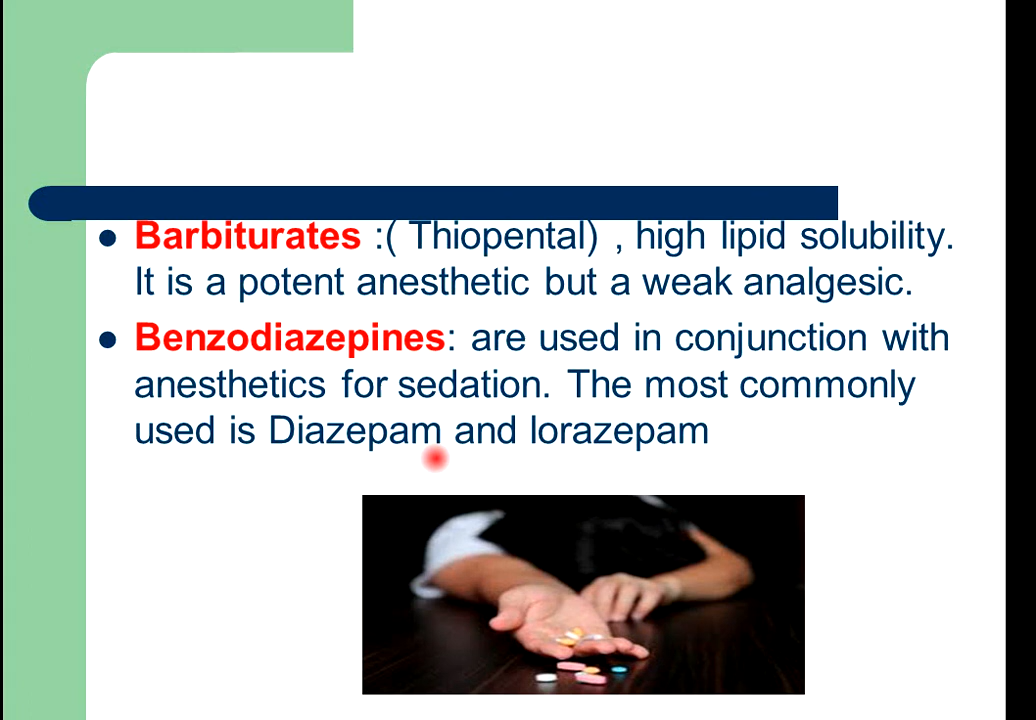 Barbiturates :( Thiopental) , high lipid solubility.
It is a potent anesthetic but a weak analgesic.
Benzodiazepines: are used in conjunction with
anesthetics for sedation. The most commonly
used is Diazepam and lorazepam